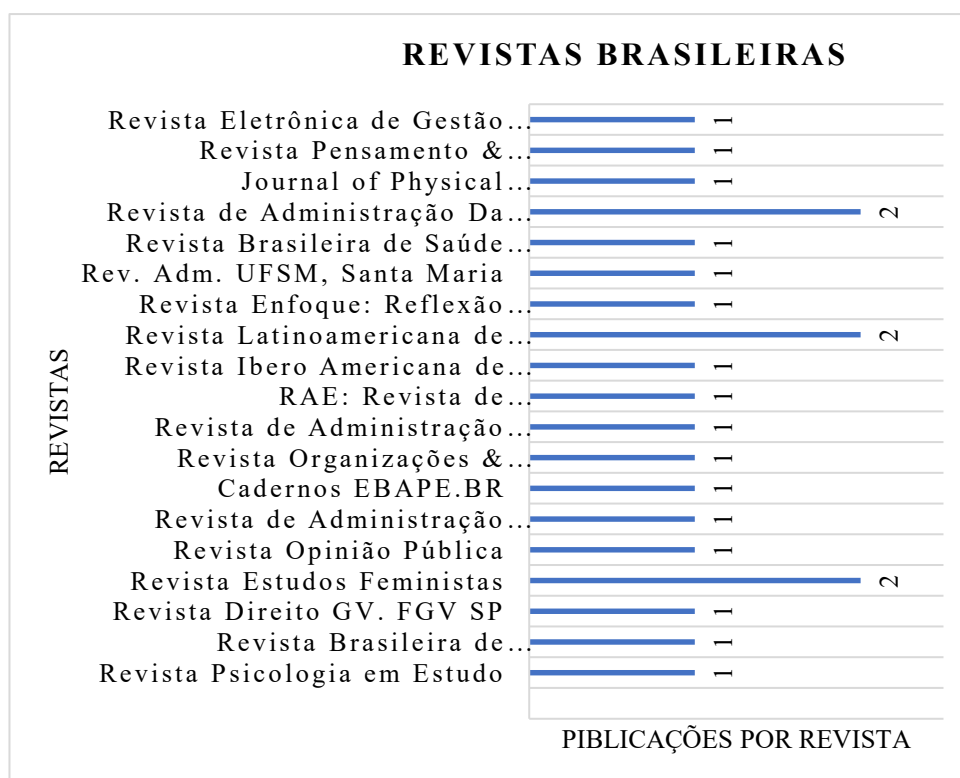 REVISTAS BRASILEIRAS
Revista Eletrônica de Gestão... 1
Revista Pensamento &... 1
Journal of Physical... 1
Revista de Administração Da... 2
Revista Brasileira de Saúde... 1
Rev. Adm. UFSM, Santa Maria 1
Revista Enfoque: Reflexão... 1
Revista Latinoamericana de... 2
Revista Ibero Americana de... 1
RAE: Revista de... 1
Revista de Administração... 1
Revista Organizações &... 1
Cadernos EBAPE.BR 1
Revista de Administração... 1
Revista Opinião Pública 1
Revista Estudos Feministas 2
Revista Direito GV. FGV SP 1
Revista Brasileira de... 1
Revista Psicologia em Estudo 1
REVISTAS
PIBLICAÇÕES POR REVISTA